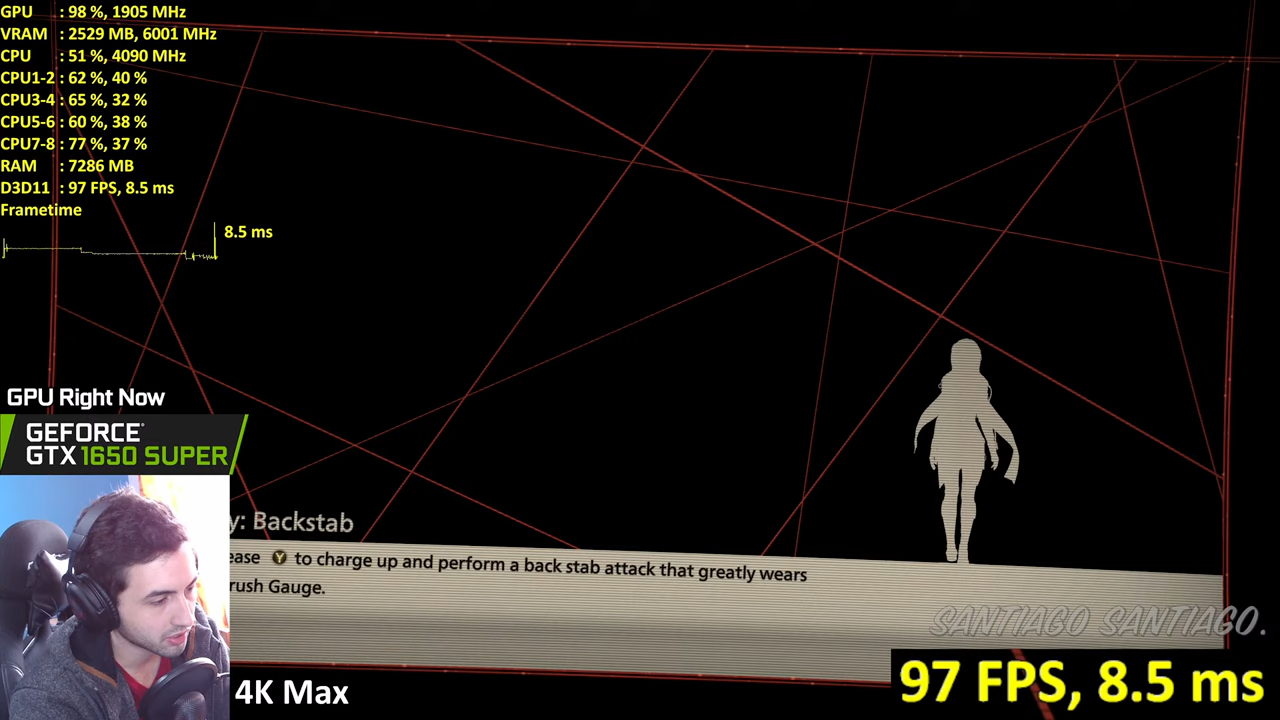 GPU : 98 %, 1905 MHz
VRAM : 2529 MB, 6001 MHz
CPU : 51 %, 4090 MHz
CPU1-2 : 62 %, 40 %
CPU3-4 : 65 %, 32 %
CPU5-6 : 60 %, 38 %
CPU7-8 : 77 %, 37 %
RAM : 7286 MB
D3D11 : 97 FPS, 8.5 ms
Frametime
8.5 ms
GPU Right Now
GEFORCE
GTX 1650 SUPER
y: Backstab
ease Y to charge up and perform a back stab attack that greatly wears
rush Gauge.
SANTIAGO SANTIAGO.
4K Max
97 FPS, 8.5 ms